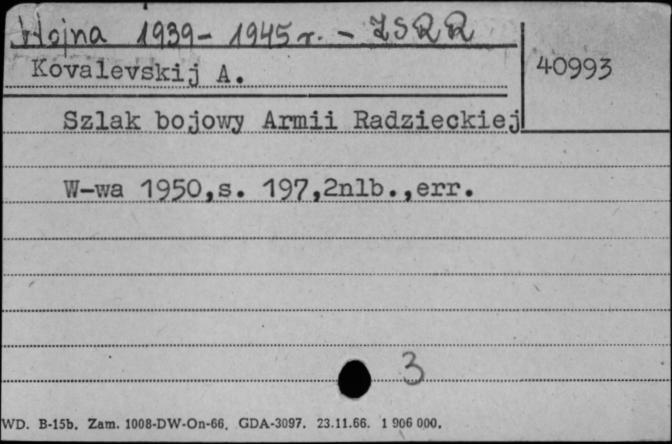 Wojna 1939- 1945 r. - ZSRR
Kovalevskij A.
40993
Szlak bojowy Armii Radzieckiej
W-wa 1950,s. 197,2nlb.,err.
3
WD. B-15b. Zam. 1008-DW-On-66. GDA-3097. 23.11.66. 1 906 000.